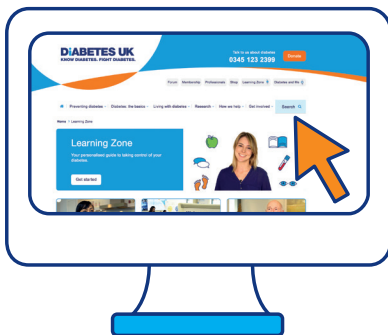 DiABETES UK
KNOW DIABETES. FIGHT DIABETES.
Talk to us about diabetes
0345 123 2399
Donate
Forum Membership Professionals Shop Learning Zone Diabetes and Me
Preventing diabetes Diabetes: the basics Living with diabetes Research How we help Get involved Search
Home Learning Zone
Learning Zone
Your personalised guide to taking control of your
diabetes
Get started